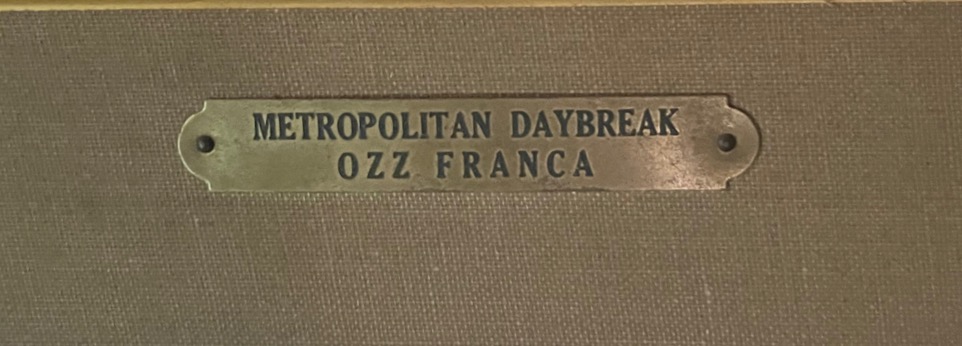 METROPOLITAN DAYBREAK
OZZ FRANCA